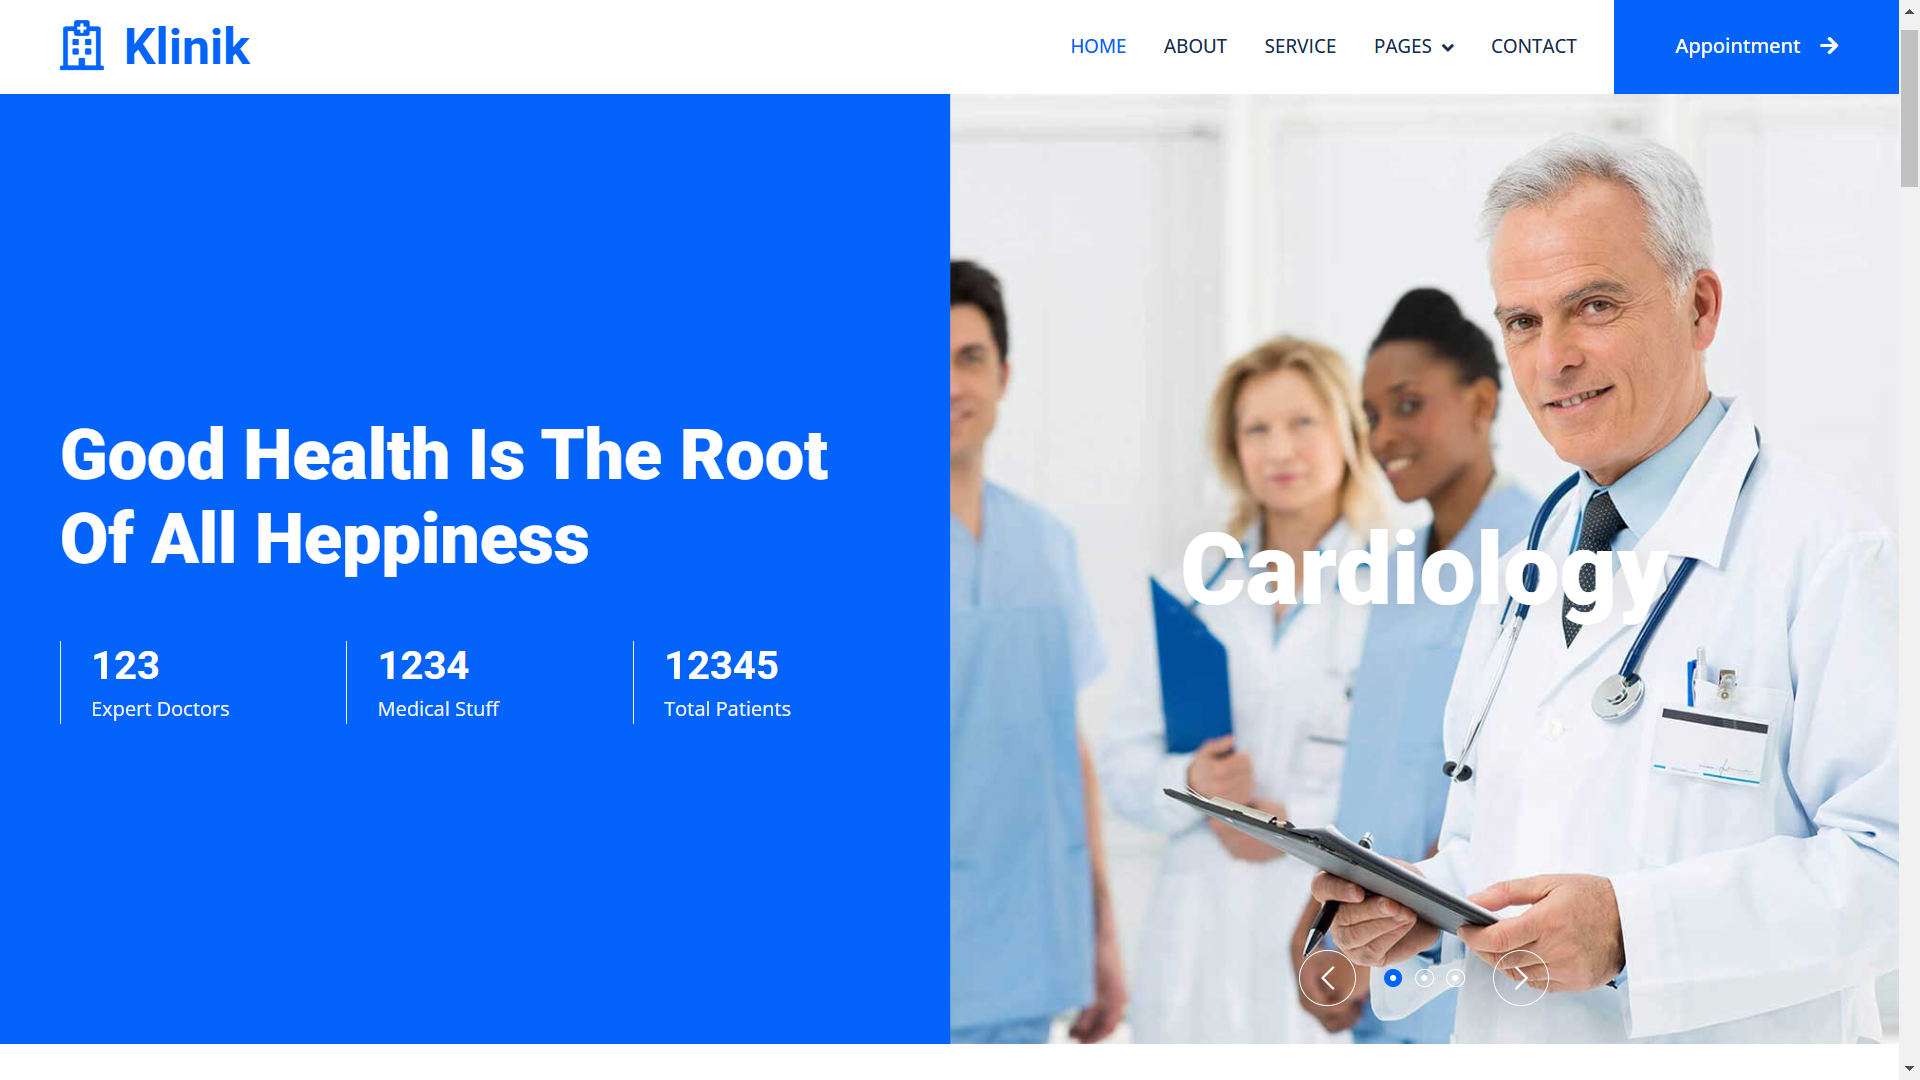 Klinik
HOME
ABOUT
SERVICE
PAGES
CONTACT
Appointment
Good Health Is The Root
Of All Heppiness
123
Expert Doctors
1234
Medical Stuff
12345
Total Patients
Cardiology